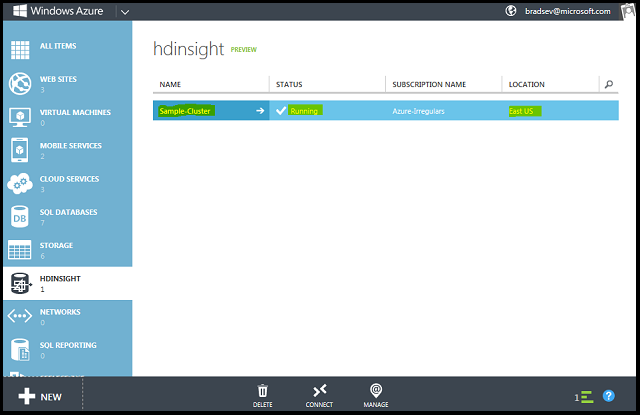 Windows Azure
bradsev@microsoft.com
ALL ITEMS
WEB SITES
3
VIRTUAL MACHINES
0
MOBILE SERVICES
2
CLOUD SERVICES
3
SQL DATABASES
7
DB
STORAGE
6
HDINSIGHT
1
NETWORKS
0
SQL REPORTING
0
hdinsight PREVIEW
NAME STATUS SUBSCRIPTION NAME LOCATION
Sample-Cluster Running Azure-Irregulars East US
NEW
DELETE
CONNECT
MANAGE
1
?